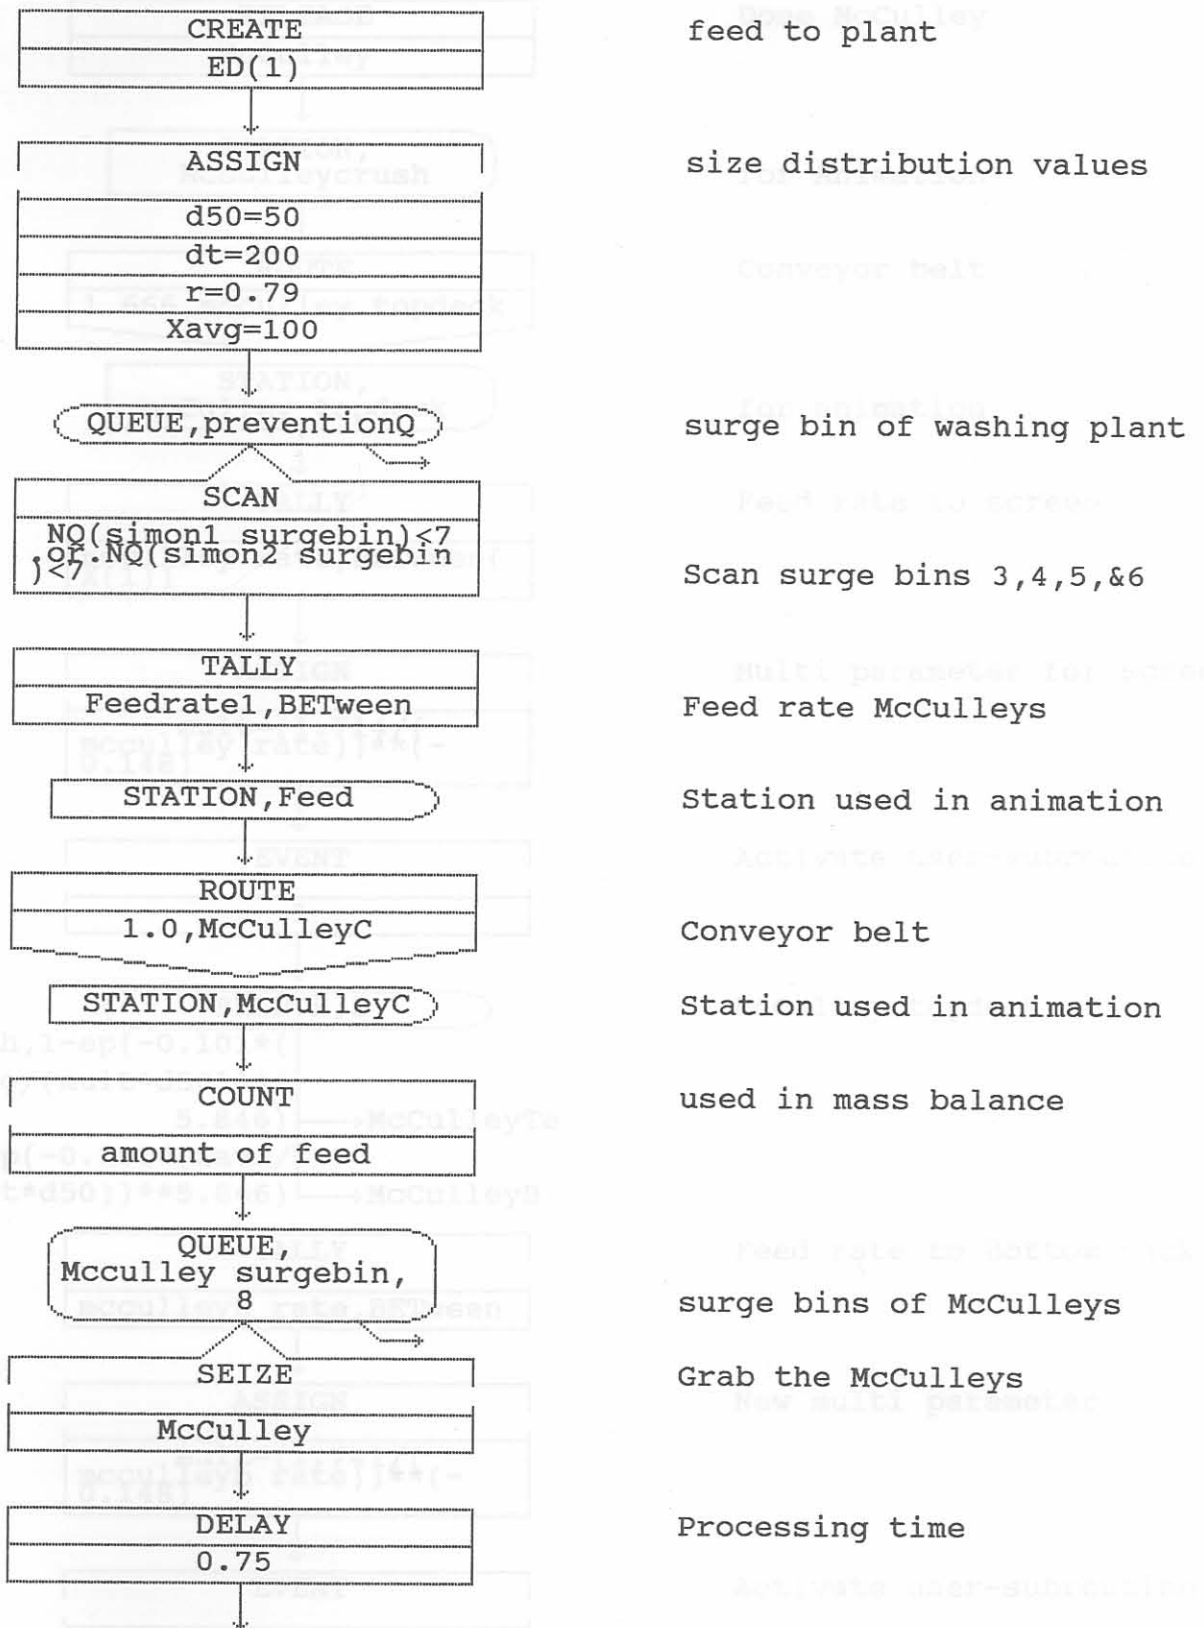 CREATE feed to plant
ED(1)
ASSIGN size distribution values
d50=50
dt=200
r=0.79
Xavg=100
QUEUE,preventionQ surge bin of washing plant
SCAN
NQ(simon1 surgebin)<7
.or.NQ(simon2 surgebin
)<7 Scan surge bins 3,4,5,&6
TALLY
Feedrate1,BETween Feed rate McCulleys
STATION,Feed Station used in animation
ROUTE
1.0,McCulleyC Conveyor belt
STATION,McCulleyC Station used in animation
COUNT used in mass balance
amount of feed
QUEUE,
Mcculley surgebin,
8 surge bins of McCulleys
SEIZE Grab the McCulleys
McCulley
DELAY Processing time
0.75